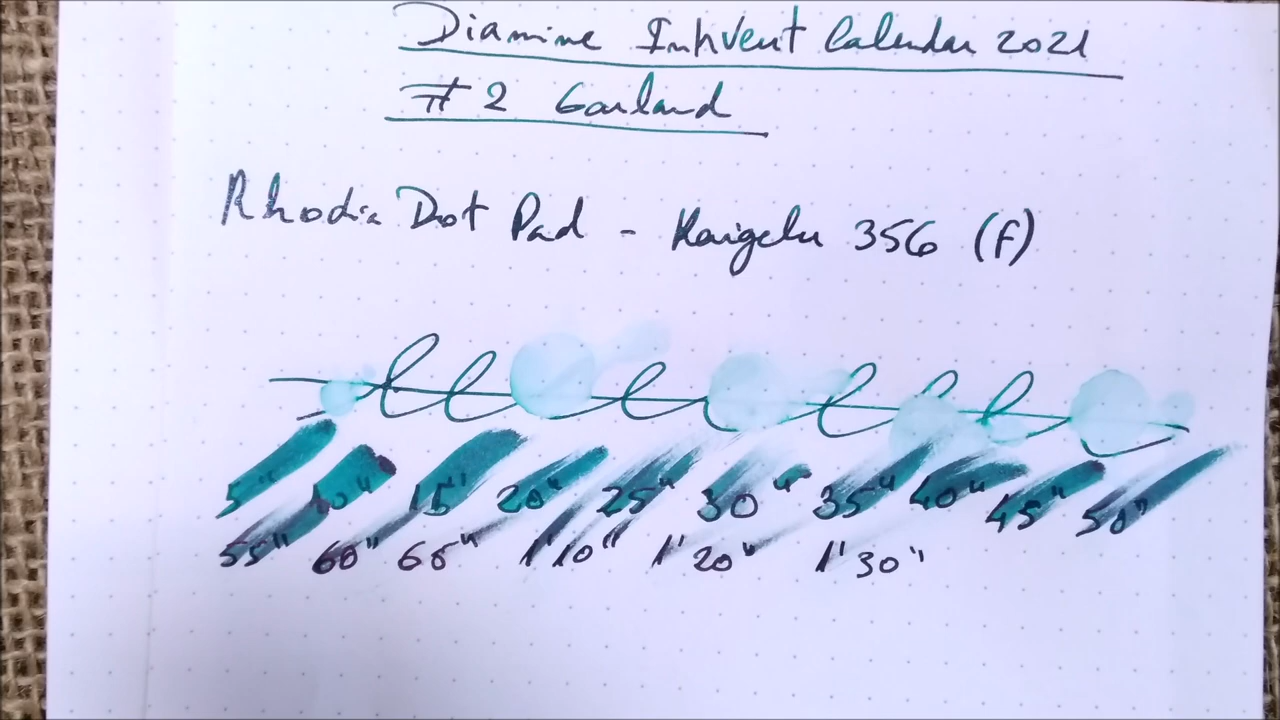 Diamine Inkvent Calendar 2021
#2 Garland
Rhodia Dot Pad - Kaigelu 356 (F)
5" 10" 15" 20" 25" 30" 35" 40" 45" 50"
55" 60" 65" 1'10" 1'20" 1'30"